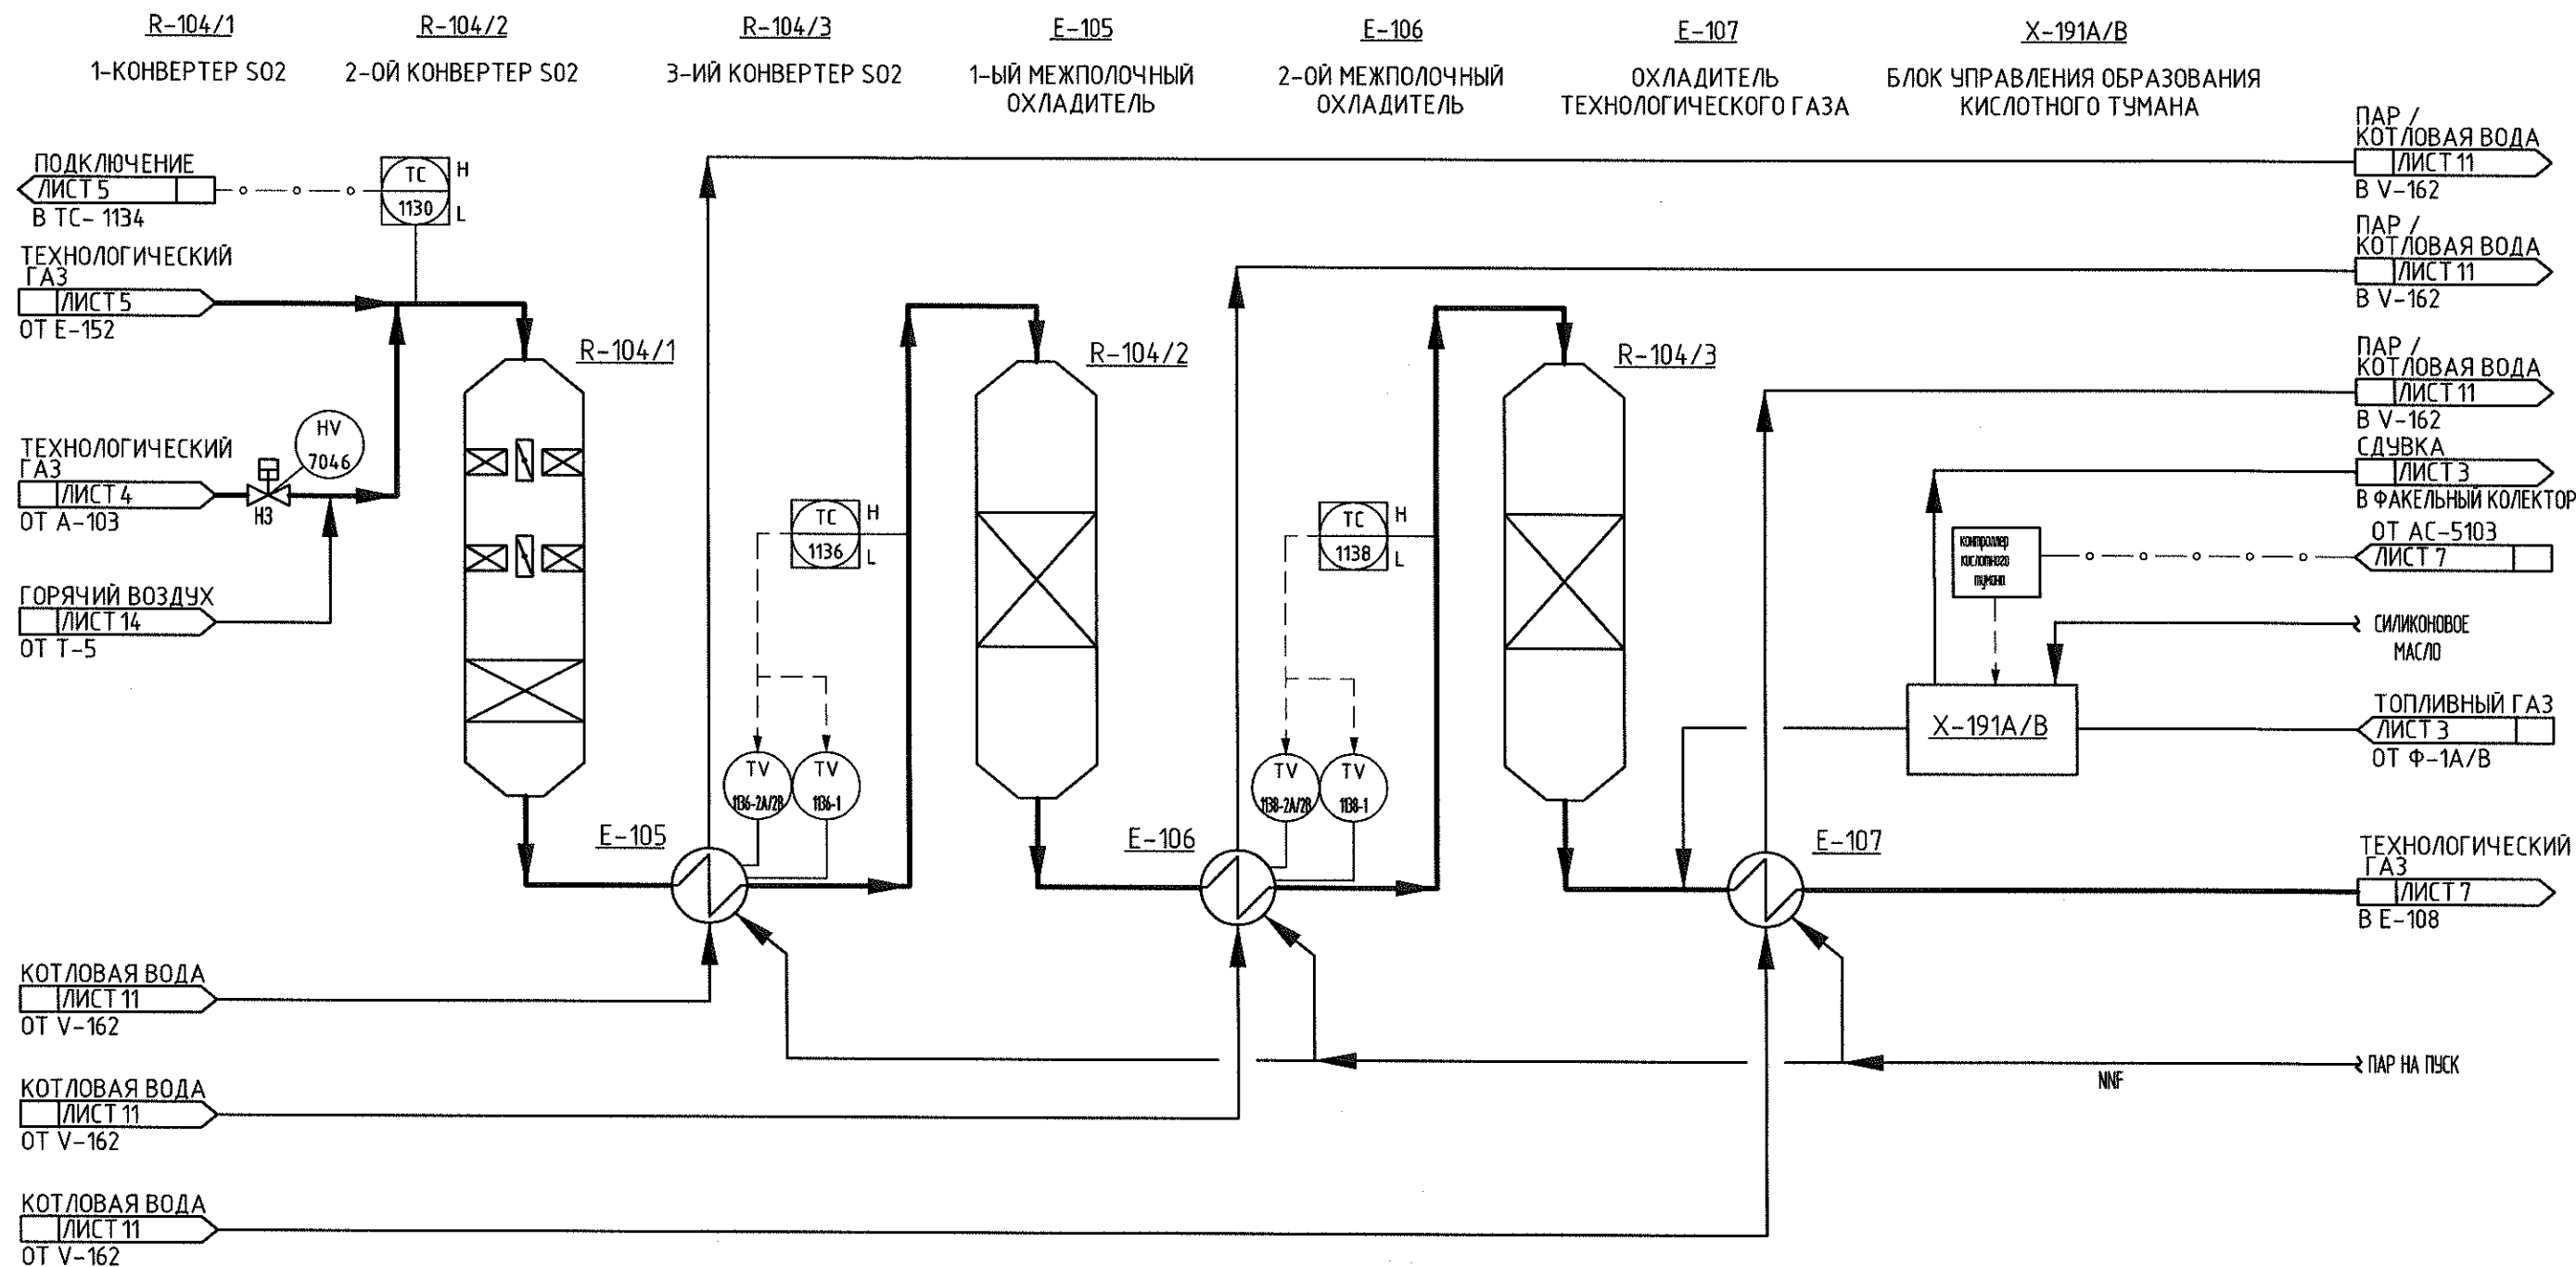 R-104/1
1-КОНВЕРТЕР SO2
R-104/2
2-ОЙ КОНВЕРТЕР SO2
R-104/3
3-ИЙ КОНВЕРТЕР SO2
E-105
1-ЫЙ МЕЖПОЛОЧНЫЙ
ОХЛАДИТЕЛЬ
E-106
2-ОЙ МЕЖПОЛОЧНЫЙ
ОХЛАДИТЕЛЬ
E-107
ОХЛАДИТЕЛЬ
ТЕХНОЛОГИЧЕСКОГО ГАЗА
X-191A/B
БЛОК УПРАВЛЕНИЯ ОБРАЗОВАНИЯ
КИСЛОТНОГО ТУМАНА
ПОДКЛЮЧЕНИЕ
ЛИСТ 5
В ТС- 1134
TC
1130
H
L
ТЕХНОЛОГИЧЕСКИЙ
ГАЗ
ЛИСТ 5
ОТ Е-152
ТЕХНОЛОГИЧЕСКИЙ
ГАЗ
ЛИСТ 4
ОТ А-103
HV
7046
НЗ
ГОРЯЧИЙ ВОЗДУХ
ЛИСТ 14
ОТ Т-5
R-104/1
R-104/2
R-104/3
TC
1136
H
L
TC
1138
H
L
TV
1136-2A/2B
TV
1136-1
TV
1138-2A/2B
TV
1138-1
E-105
E-106
E-107
ПАР /
КОТЛОВАЯ ВОДА
ЛИСТ 11
В V-162
ПАР /
КОТЛОВАЯ ВОДА
ЛИСТ 11
В V-162
ПАР /
КОТЛОВАЯ ВОДА
ЛИСТ 11
В V-162
СДУВКА
ЛИСТ 3
В ФАКЕЛЬНЫЙ КОЛЕКТОР
ОТ АС-5103
ЛИСТ 7
контроллер
кислотного
тумана
СИЛИКОНОВОЕ
МАСЛО
X-191A/B
ТОПЛИВНЫЙ ГАЗ
ЛИСТ 3
ОТ Ф-1А/В
ТЕХНОЛОГИЧЕСКИЙ
ГАЗ
ЛИСТ 7
В Е-108
КОТЛОВАЯ ВОДА
ЛИСТ 11
ОТ V-162
ПАР НА ПУСК
NNF
КОТЛОВАЯ ВОДА
ЛИСТ 11
ОТ V-162
КОТЛОВАЯ ВОДА
ЛИСТ 11
ОТ V-162